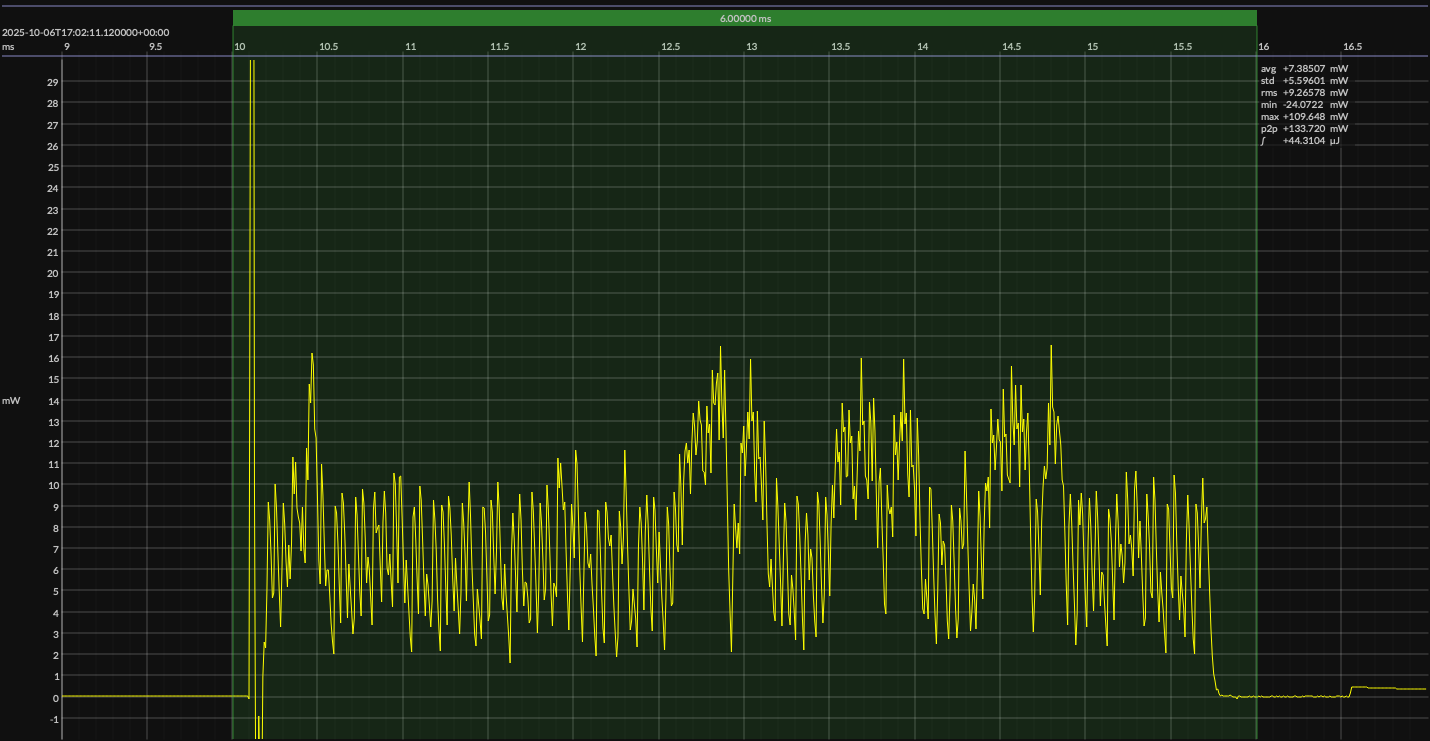 6.00000 ms
2025-10-06T17:02:11.120000+00:00
ms 9 9.5 10 10.5 11 11.5 12 12.5 13 13.5 14 14.5 15 15.5 16 16.5
avg +7.38507 mW
std +5.59601 mW
rms +9.26578 mW
min -24.0722 mW
max +109.648 mW
p2p +133.720 mW
∫ +44.3104 µJ
29
28
27
26
25
24
23
22
21
20
19
18
17
16
15
mW 14
13
12
11
10
9
8
7
6
5
4
3
2
1
0
-1